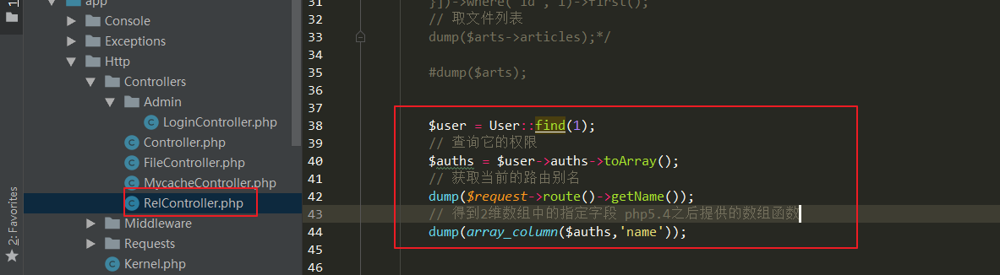 app
Console
Exceptions
Http
Controllers
Admin
LoginController.php
Controller.php
FileController.php
MycacheController.php
RelController.php
Middleware
Requests
Kernel.php
2: Favorites
31 }])->where('id', 1)->first();
32 // 取文件列表
33 dump($arts->articles);*/
34
35 #dump($arts);
36
37
38 $user = User::find(1);
39 // 查询它的权限
40 $auths = $user->auths->toArray();
41 // 获取当前的路由别名
42 dump($request->route()->getName());
43 // 得到2维数组中的指定字段 php5.4之后提供的数组函数
44 dump(array_column($auths,'name'));
45
46